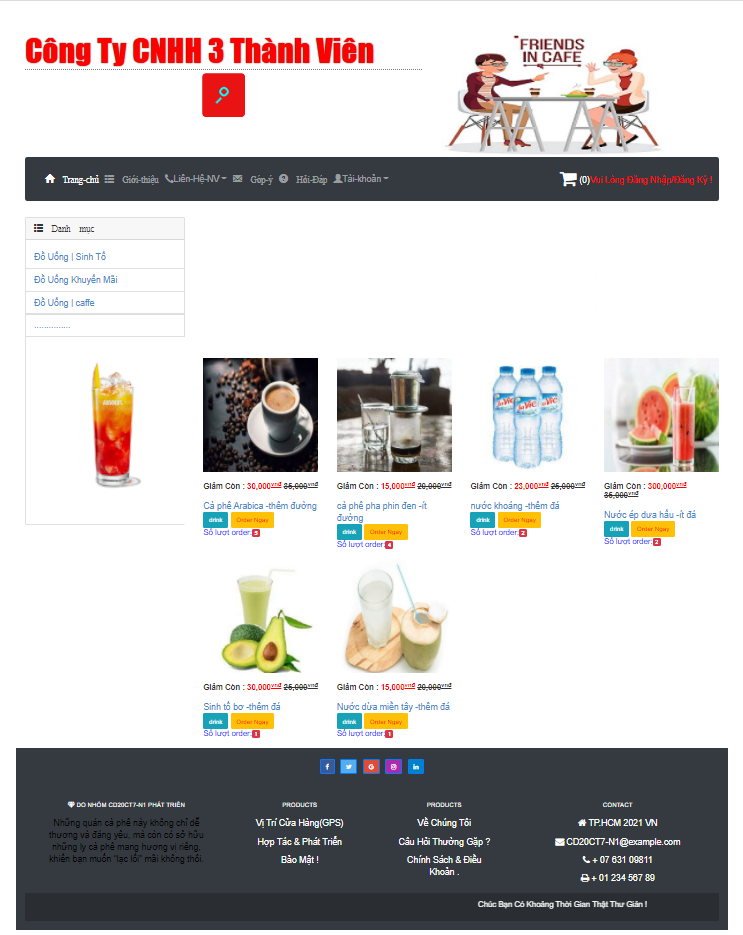 Công Ty CNHH 3 Thành Viên
FRIENDS
IN CAFE
Trang-chủ Giới-thiệu Liên-Hệ-NV Góp-ý Hỏi-Đáp Tài-khoản (0)Vui Lòng Đăng Nhập/Đăng Ký !
Danh mục
Đồ Uống | Sinh Tố
Đồ Uống Khuyến Mãi
Đồ Uống | caffe
...............
Giảm Còn : 30,000vnđ 35,000vnđ
Cà phê Arabica -thêm đường
drink Order Ngay
Số lượt order: 5
Giảm Còn : 15,000vnđ 20,000vnđ
cà phê pha phin đen -ít
đường
drink Order Ngay
Số lượt order: 4
LaVie
Giảm Còn : 23,000vnđ 25,000vnđ
nước khoáng -thêm đá
drink Order Ngay
Số lượt order: 2
Giảm Còn : 300,000vnđ
35,000vnđ
Nước ép dưa hấu -ít đá
drink Order Ngay
Số lượt order: 2
Giảm Còn : 30,000vnđ 25,000vnđ
Sinh tố bơ -thêm đá
drink Order Ngay
Số lượt order: 1
Giảm Còn : 15,000vnđ 20,000vnđ
Nước dừa miền tây -thêm đá
drink Order Ngay
Số lượt order: 1
DO NHÓM CD20CT7-N1 PHÁT TRIỂN
Những quán cà phê này không chỉ dễ
thương và đáng yêu, mà còn có sở hữu
những ly cà phê mang hương vị riêng,
khiến bạn muốn "lạc lối" mãi không thôi.
PRODUCTS
Vị Trí Cửa Hàng(GPS)
Hợp Tác & Phát Triển
Bảo Mật !
PRODUCTS
Về Chúng Tôi
Câu Hỏi Thường Gặp ?
Chính Sách & Điều
Khoản .
CONTACT
TP.HCM 2021 VN
CD20CT7-N1@example.com
+ 07 631 09811
+ 01 234 567 89
Chúc Bạn Có Khoảng Thời Gian Thật Thư Giãn !